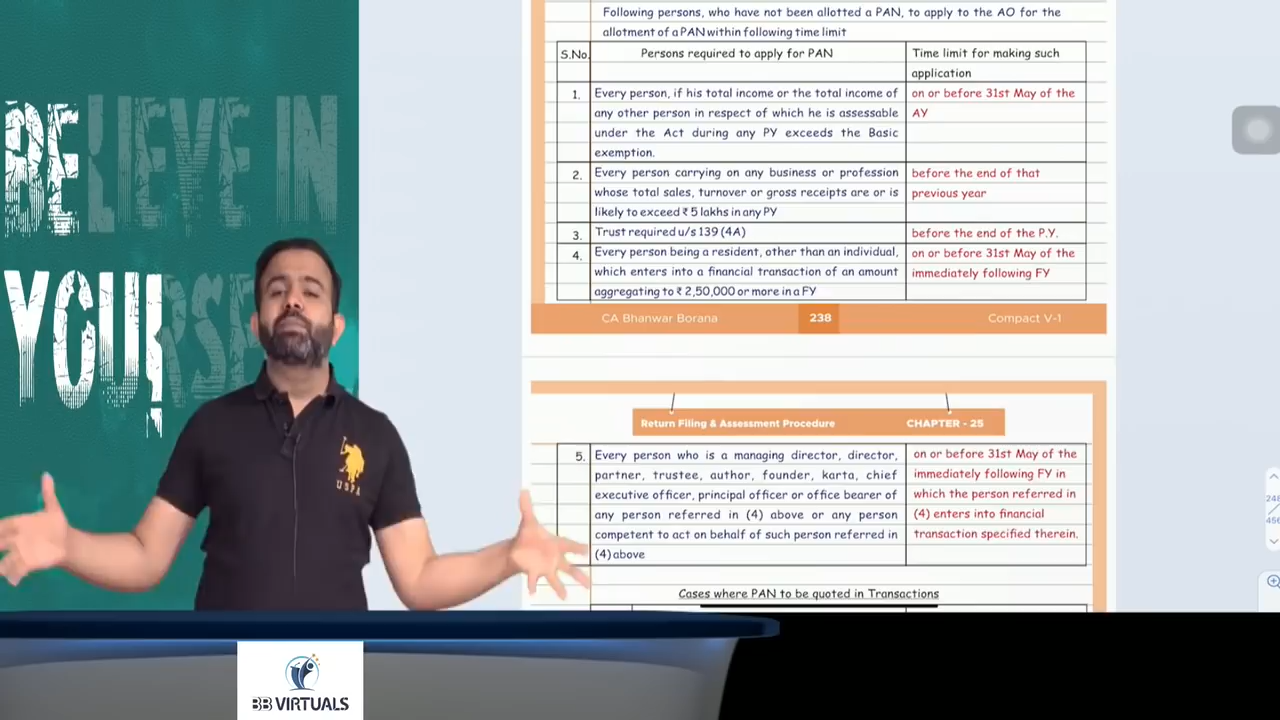 BELIEVE IN
YOURSE
Following persons, who have not been allotted a PAN, to apply to the AO for the
allotment of a PAN within following time limit
S.No. Persons required to apply for PAN Time limit for making such
application
1. Every person, if his total income or the total income of on or before 31st May of the
any other person in respect of which he is assessable AY
under the Act during any PY exceeds the Basic
exemption.
2. Every person carrying on any business or profession before the end of that
whose total sales, turnover or gross receipts are or is previous year
likely to exceed ₹ 5 lakhs in any PY
3. Trust required u/s 139 (4A) before the end of the P.Y.
4. Every person being a resident, other than an individual, on or before 31st May of the
which enters into a financial transaction of an amount immediately following FY
aggregating to ₹ 2,50,000 or more in a FY
CA Bhanwar Borana 238 Compact V-1
Return Filing & Assessment Procedure CHAPTER - 25
5. Every person who is a managing director, director, on or before 31st May of the
partner, trustee, author, founder, karta, chief immediately following FY in
executive officer, principal officer or office bearer of which the person referred in
any person referred in (4) above or any person (4) enters into financial
competent to act on behalf of such person referred in transaction specified therein.
(4) above
Cases where PAN to be quoted in Transactions
248
456
USPA
BB VIRTUALS